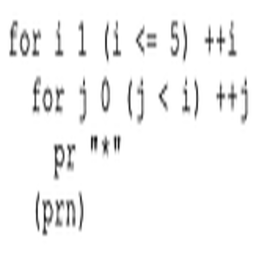 for i 1 (i <= 5) ++i
  for j 0 (j < i) ++j
    pr "*"
  (prn)